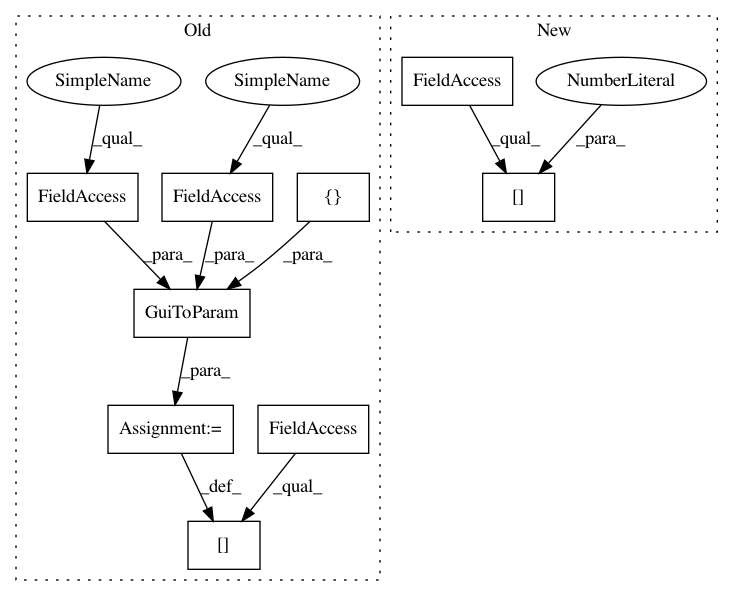 Old
New
SimpleName
SimpleName
FieldAccess
NumberLiteral
_qual_
_qual_
_qual_
_para_
FieldAccess
FieldAccess
{}
[]
_para_
_para_
_para_
GuiToParam
_para_
Assignment:=
FieldAccess
_def_
_qual_
[]